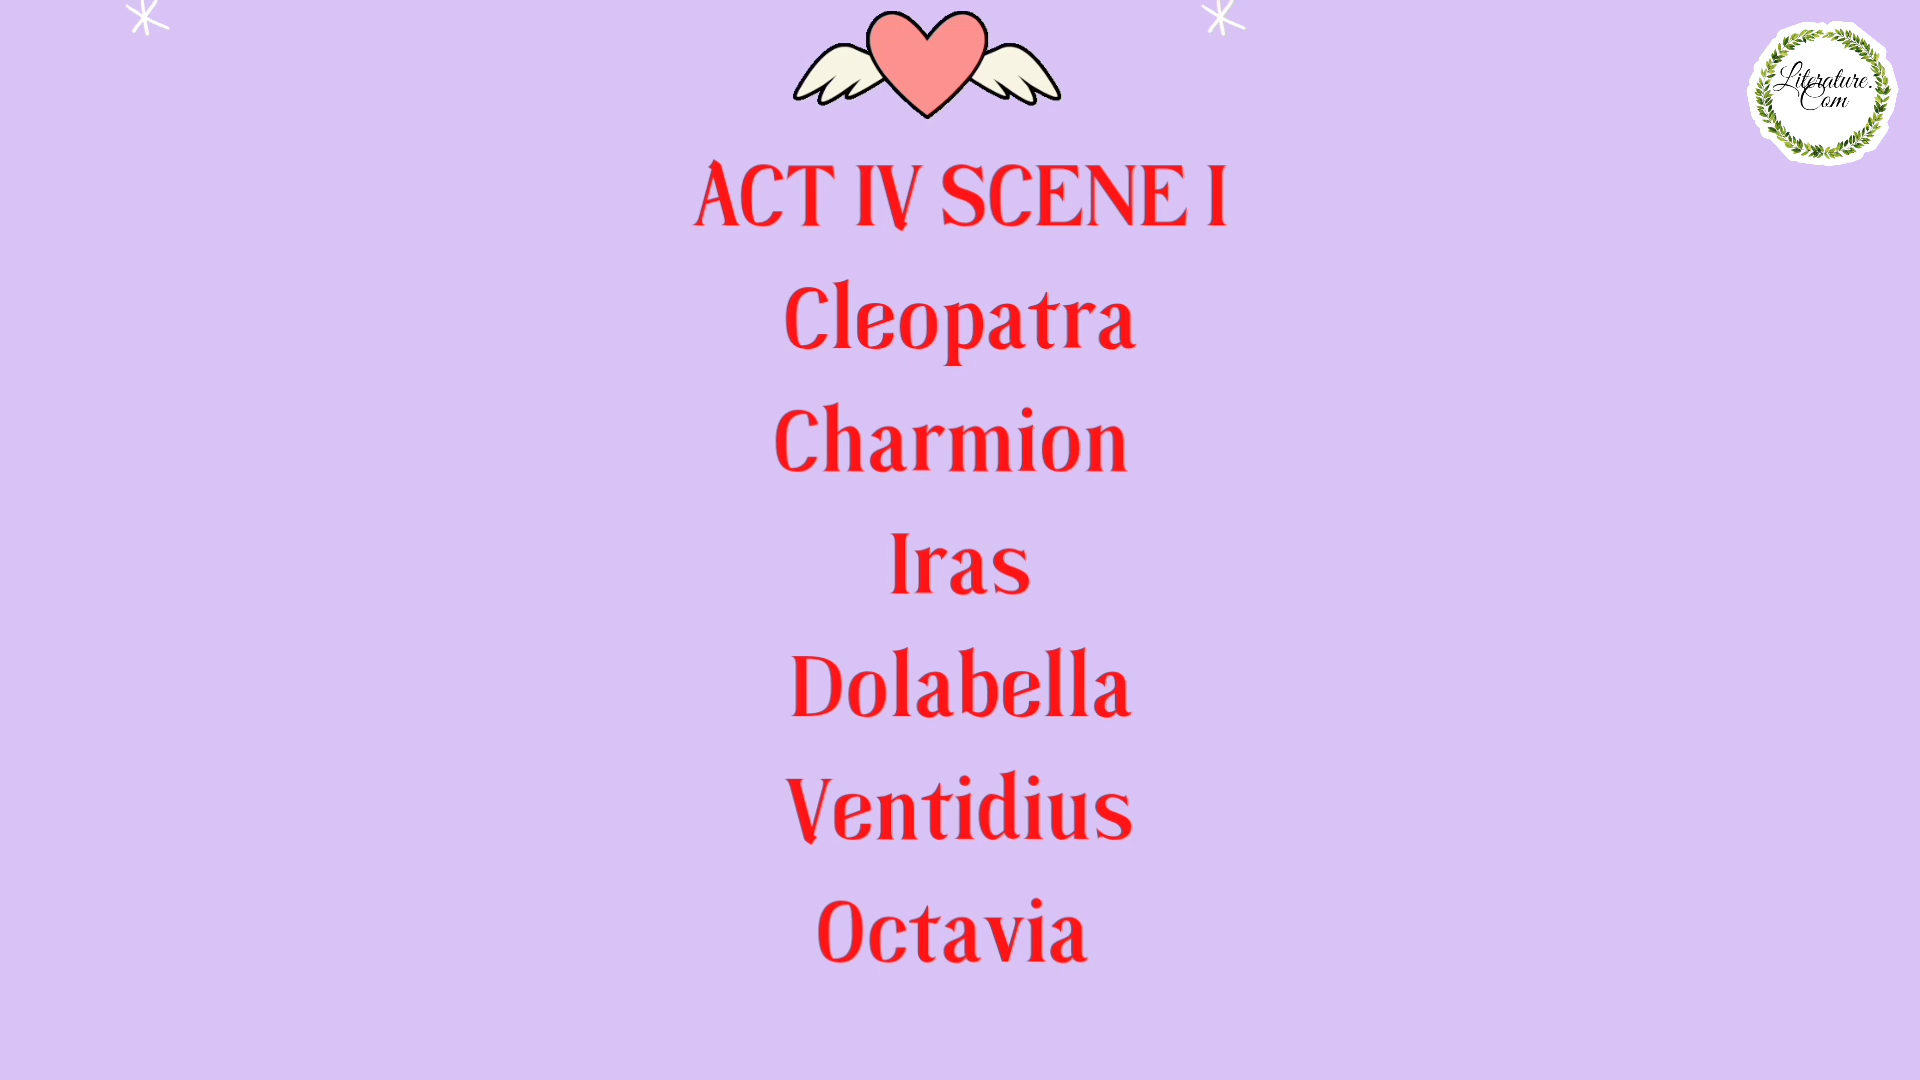 Literature.
Com
ACT IV SCENE I
Cleopatra
Charmion
Iras
Dolabella
Ventidius
Octavia